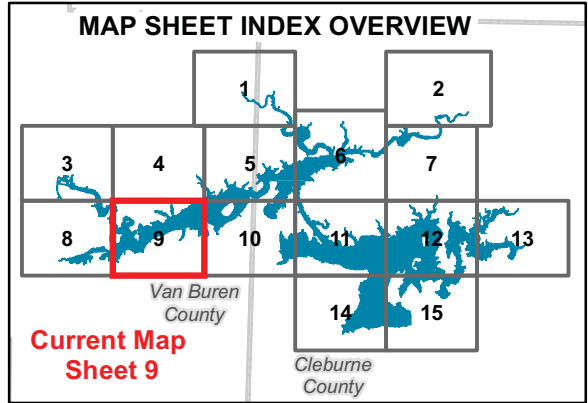 MAP SHEET INDEX OVERVIEW
1
2
3
4
5
6
7
8
9
10
11
12
13
Van Buren
County
14
15
Current Map
Sheet 9
Cleburne
County